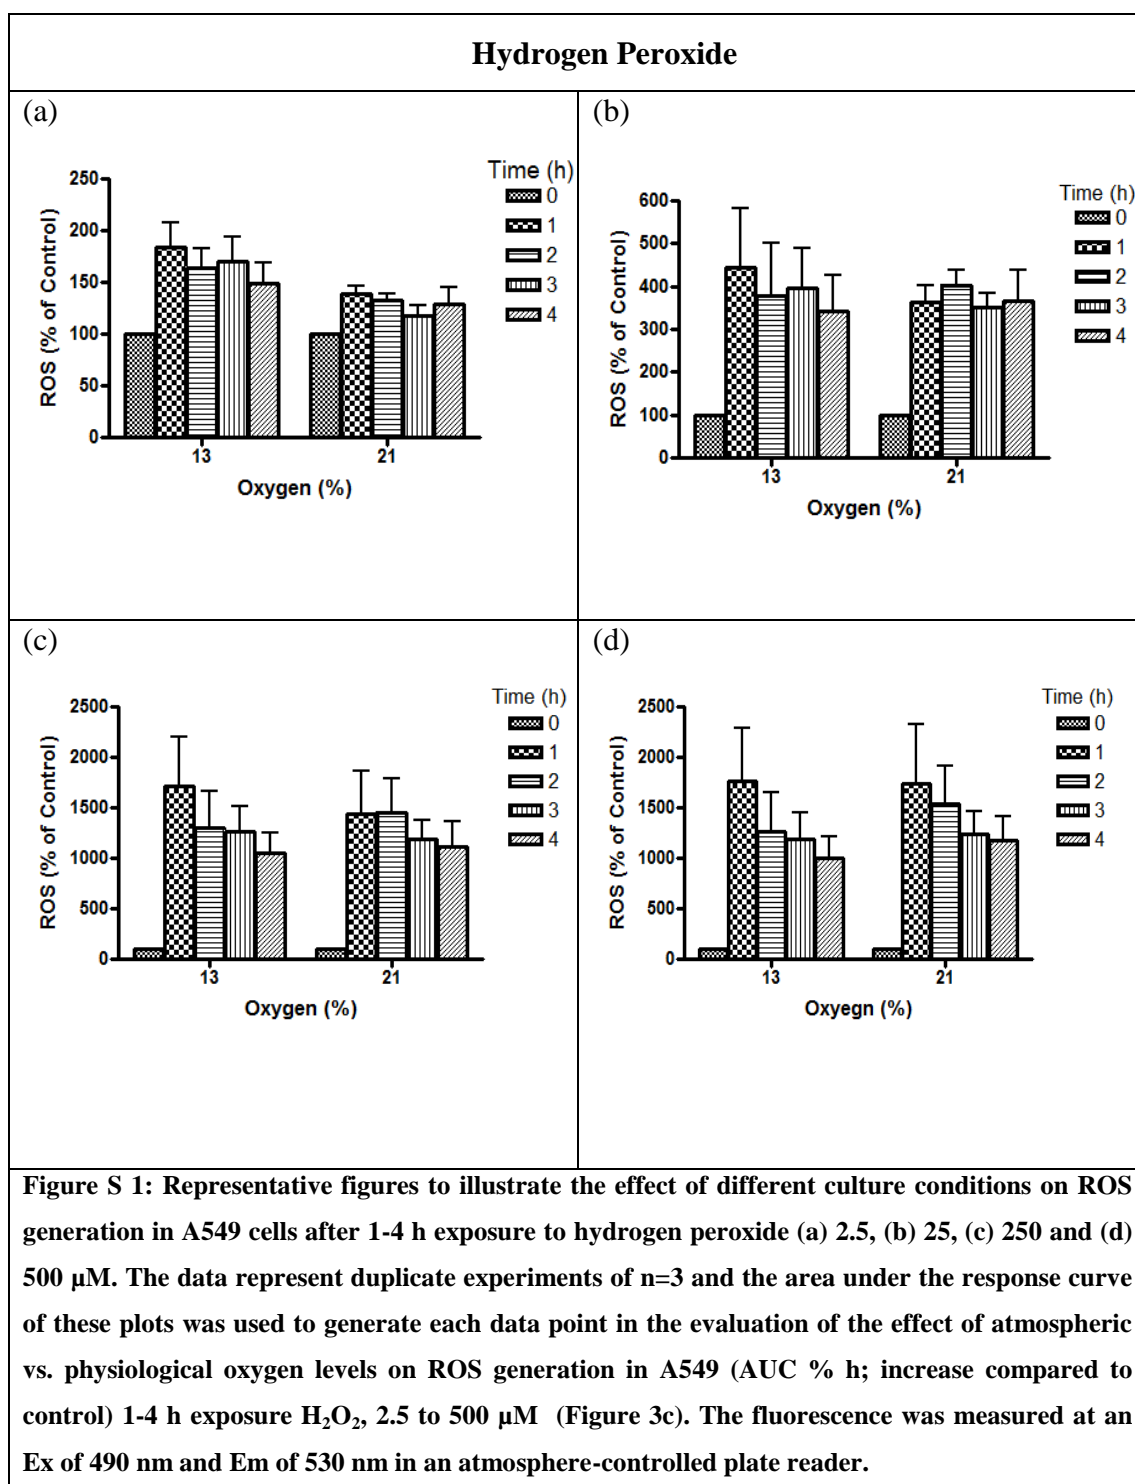 Hydrogen Peroxide
(a)
Time (h)
0
1
2
3
4
250
200
150
100
50
0
ROS (% of Control)
13
21
Oxygen (%)
(b)
Time (h)
0
1
2
3
4
600
500
400
300
200
100
0
ROS (% of Control)
13
21
Oxygen (%)
(c)
Time (h)
0
1
2
3
4
2500
2000
1500
1000
500
0
ROS (% of Control)
13
21
Oxygen (%)
(d)
Time (h)
0
1
2
3
4
2500
2000
1500
1000
500
0
ROS (% of Control)
13
21
Oxyegn (%)
Figure S 1: Representative figures to illustrate the effect of different culture conditions on ROS
generation in A549 cells after 1-4 h exposure to hydrogen peroxide (a) 2.5, (b) 25, (c) 250 and (d)
500 µM. The data represent duplicate experiments of n=3 and the area under the response curve
of these plots was used to generate each data point in the evaluation of the effect of atmospheric
vs. physiological oxygen levels on ROS generation in A549 (AUC % h; increase compared to
control) 1-4 h exposure H₂O₂, 2.5 to 500 µM (Figure 3c). The fluorescence was measured at an
Ex of 490 nm and Em of 530 nm in an atmosphere-controlled plate reader.